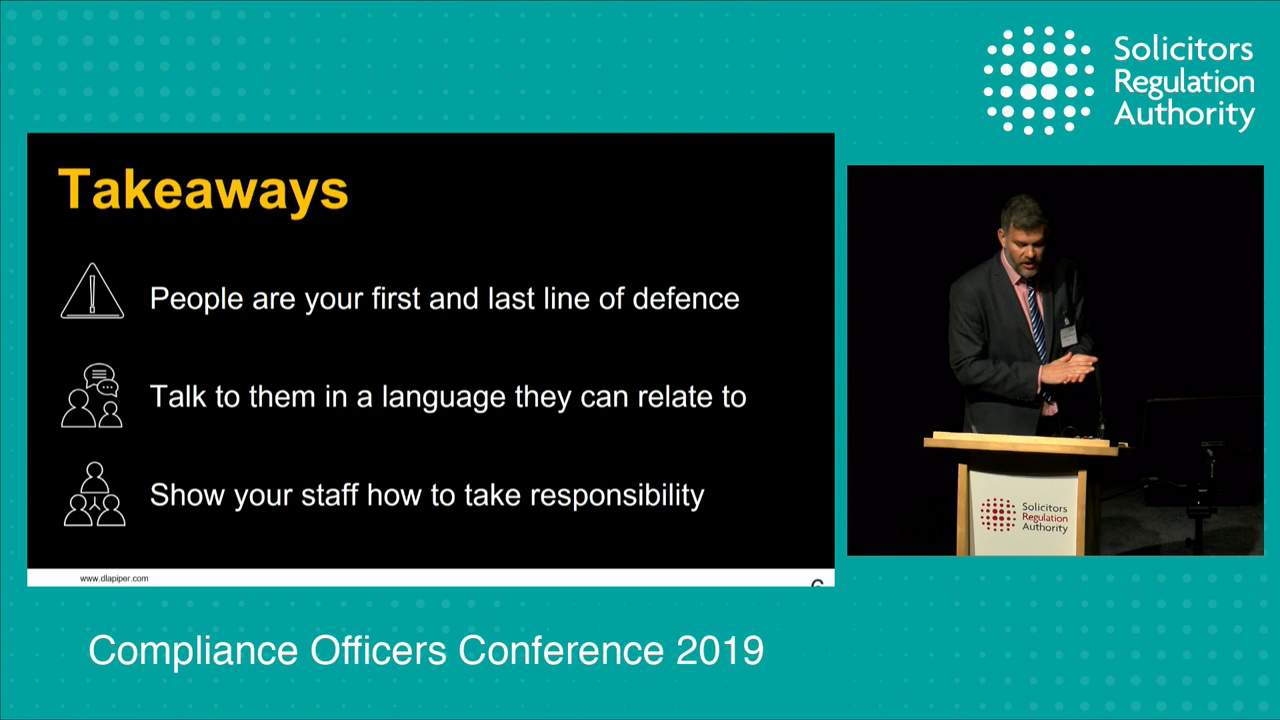 Solicitors
Regulation
Authority
Takeaways
People are your first and last line of defence
Talk to them in a language they can relate to
Show your staff how to take responsibility
www.dlapiper.com
Solicitors
Regulation
Authority
Compliance Officers Conference 2019